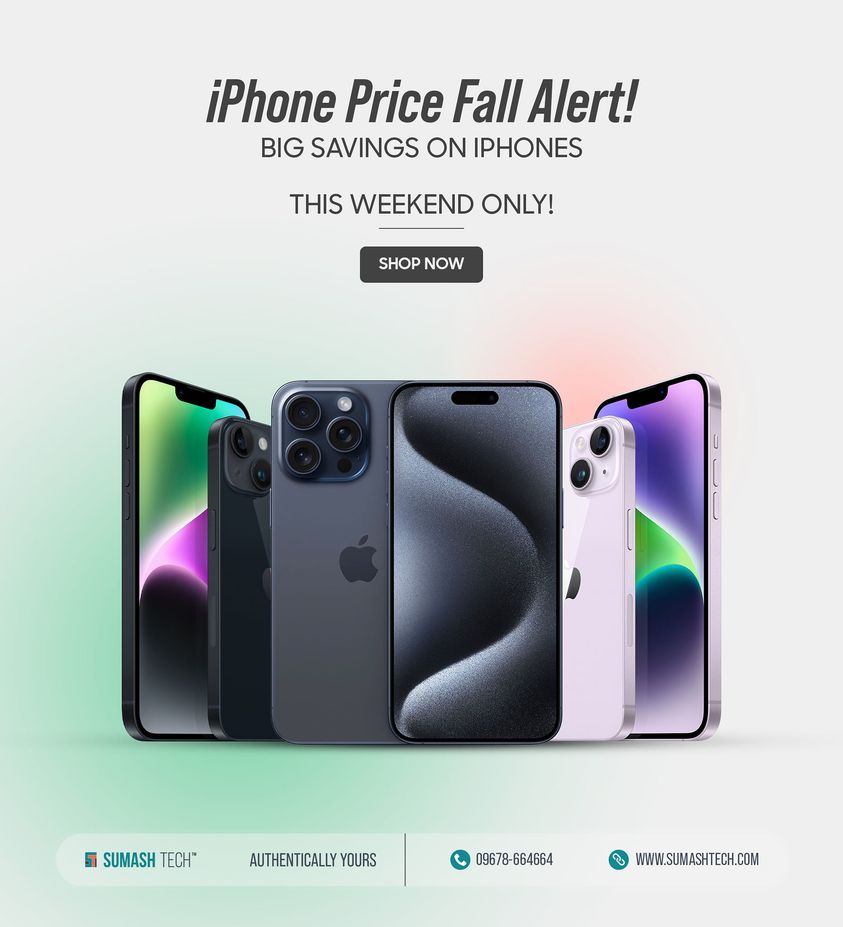 iPhone Price Fall Alert!
BIG SAVINGS ON IPHONES
THIS WEEKEND ONLY!
SHOP NOW
SUMASH TECH™
AUTHENTICALLY YOURS
09678-664664
WWW.SUMASHTECH.COM